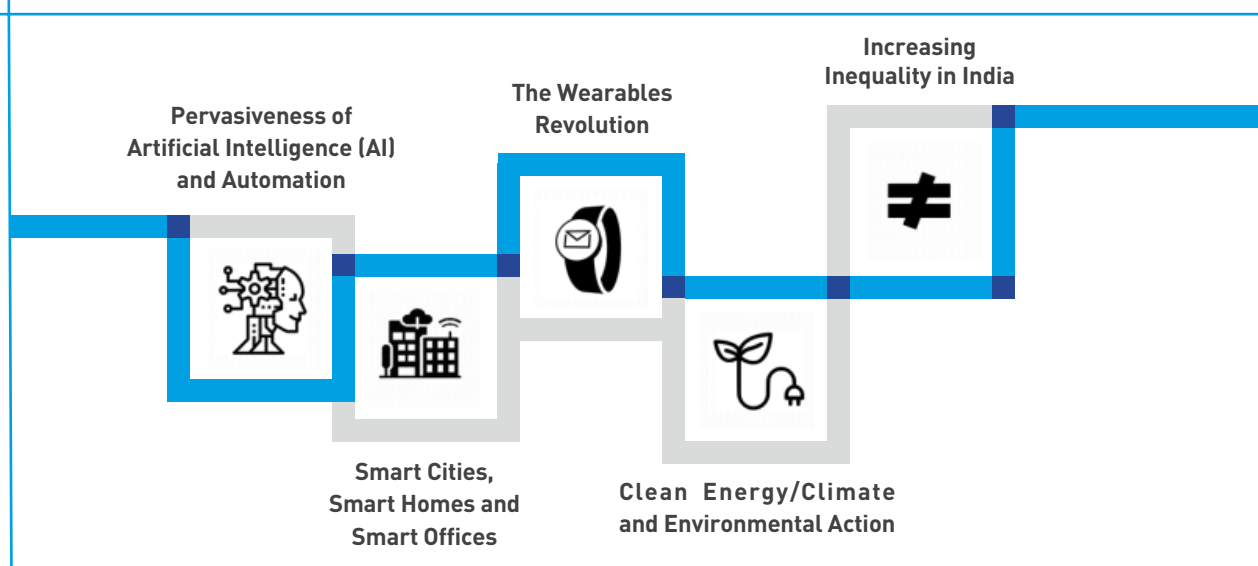 Pervasiveness of
Artificial Intelligence (AI)
and Automation
Smart Cities,
Smart Homes and
Smart Offices
The Wearables
Revolution
Clean Energy/Climate
and Environmental Action
Increasing
Inequality in India